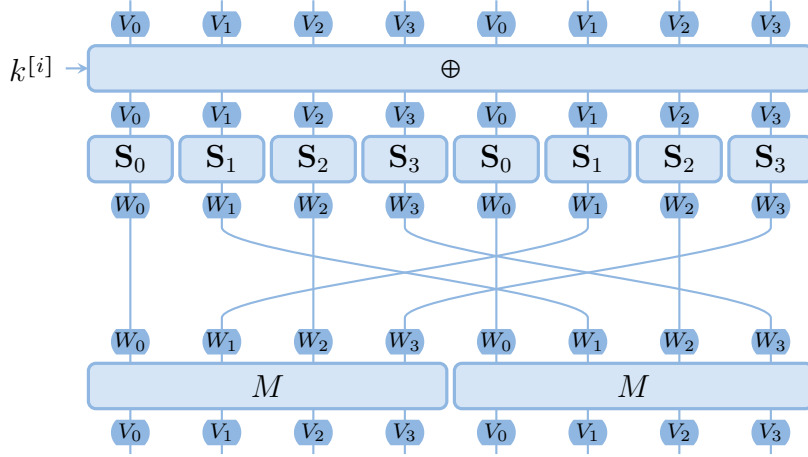 V₀ V₁ V₂ V₃ V₀ V₁ V₂ V₃
k[i] ⊕
V₀ V₁ V₂ V₃ V₀ V₁ V₂ V₃
S₀ S₁ S₂ S₃ S₀ S₁ S₂ S₃
W₀ W₁ W₂ W₃ W₀ W₁ W₂ W₃
W₀ W₁ W₂ W₃ W₀ W₁ W₂ W₃
M M
V₀ V₁ V₂ V₃ V₀ V₁ V₂ V₃